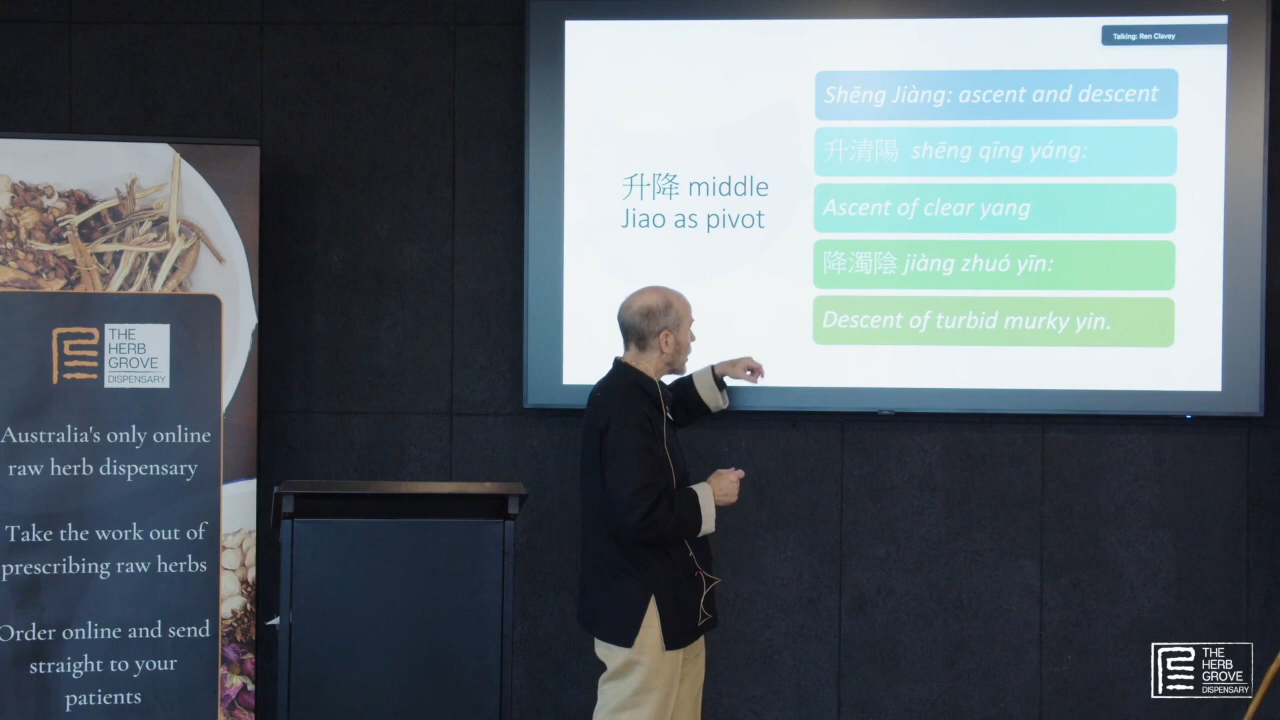 Talking: Ren Clavey
升降 middle
Jiao as pivot
Shēng Jiàng: ascent and descent
升清陽 shēng qīng yáng:
Ascent of clear yang
降濁陰 jiàng zhuó yīn:
Descent of turbid murky yin.
THE
HERB
GROVE
DISPENSARY
Australia's only online
raw herb dispensary
Take the work out of
prescribing raw herbs
Order online and send
straight to your
patients
THE
HERB
GROVE
DISPENSARY